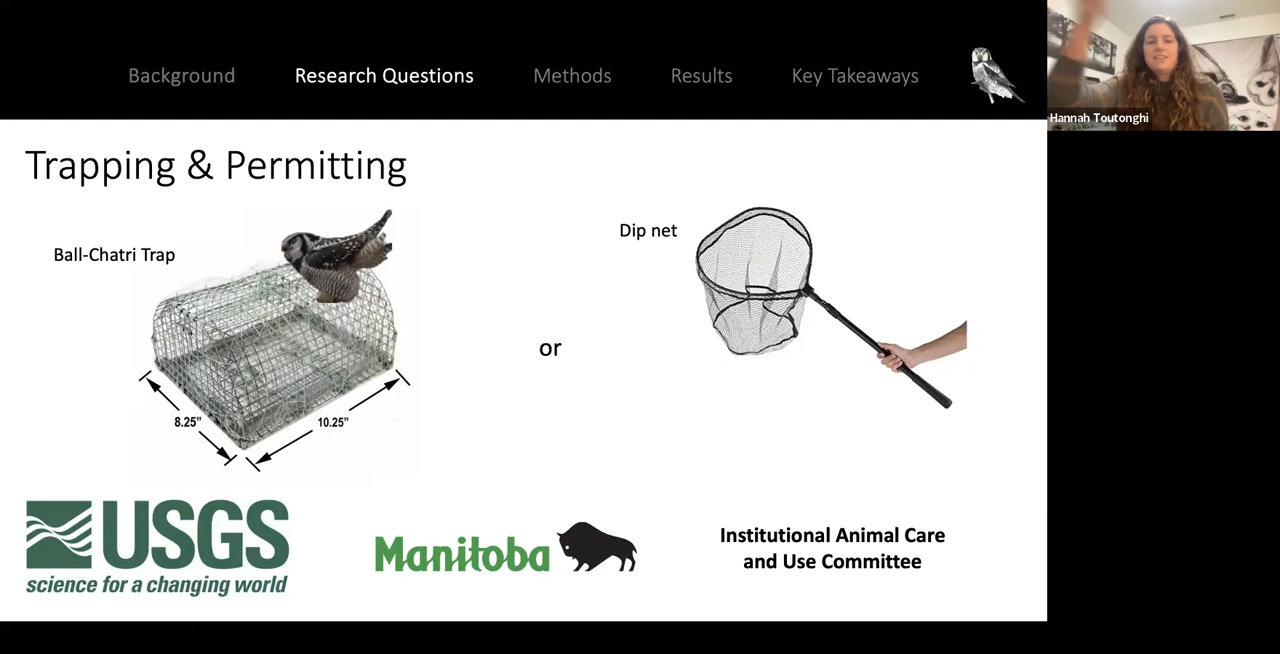 Background Research Questions Methods Results Key Takeaways
Hannah Toutonghi
Trapping & Permitting
Ball-Chatri Trap
Dip net
or
8.25”
10.25”
USGS
science for a changing world
Manitoba
Institutional Animal Care
and Use Committee